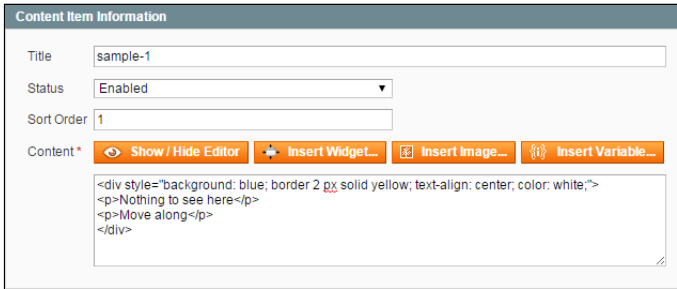 Content Item Information
Title sample-1
Status Enabled
Sort Order 1
Content * Show / Hide Editor Insert Widget... Insert Image... Insert Variable...
<div style="background: blue; border 2 px solid yellow; text-align: center; color: white;">
<p>Nothing to see here</p>
<p>Move along</p>
</div>